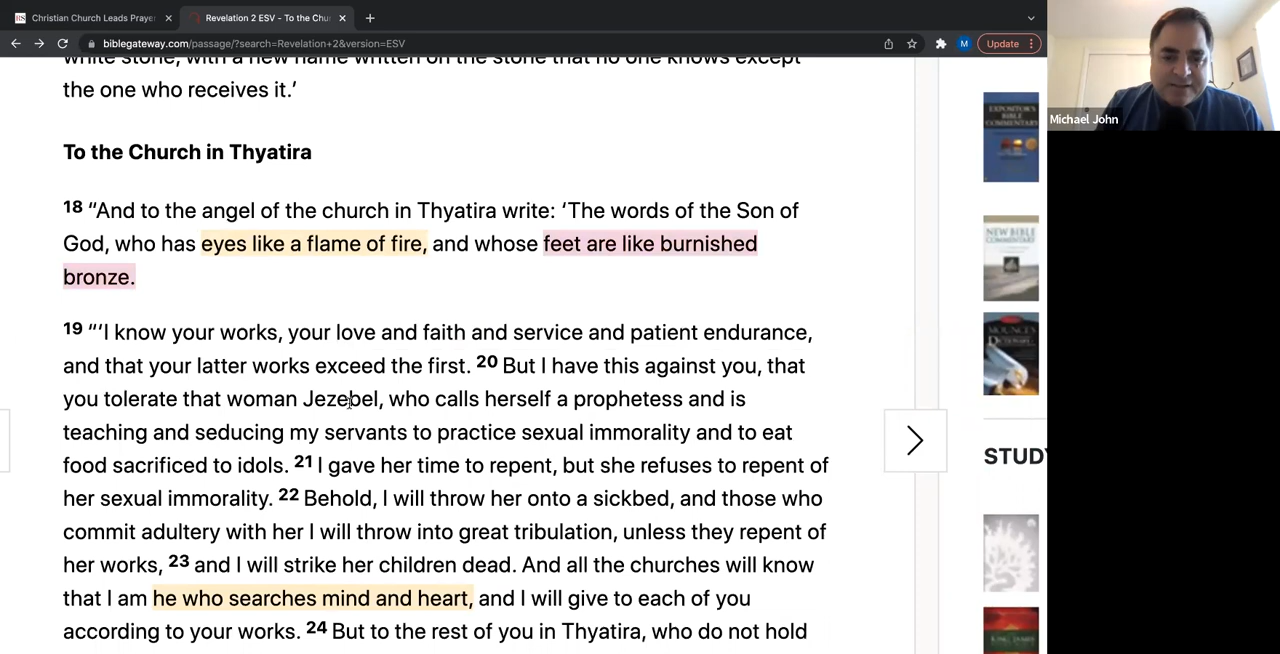 Christian Church Leads Praye
Revelation 2 ESV - To the Chu
biblegateway.com/passage/?search=Revelation+2&version=ESV
M
Update
white stone, with a new name written on the stone that no one knows except
the one who receives it.’
To the Church in Thyatira
18 “And to the angel of the church in Thyatira write: ‘The words of the Son of
God, who has eyes like a flame of fire, and whose feet are like burnished
bronze.
19 “‘I know your works, your love and faith and service and patient endurance,
and that your latter works exceed the first. 20 But I have this against you, that
you tolerate that woman Jezebel, who calls herself a prophetess and is
teaching and seducing my servants to practice sexual immorality and to eat
food sacrificed to idols. 21 I gave her time to repent, but she refuses to repent of
her sexual immorality. 22 Behold, I will throw her onto a sickbed, and those who
commit adultery with her I will throw into great tribulation, unless they repent of
her works, 23 and I will strike her children dead. And all the churches will know
that I am he who searches mind and heart, and I will give to each of you
according to your works. 24 But to the rest of you in Thyatira, who do not hold
EXPOSITOR'S
BIBLE
COMMENTARY
NEW BIBLE
COMMENTARY
MOUNCE'S
STUDY
Michael John